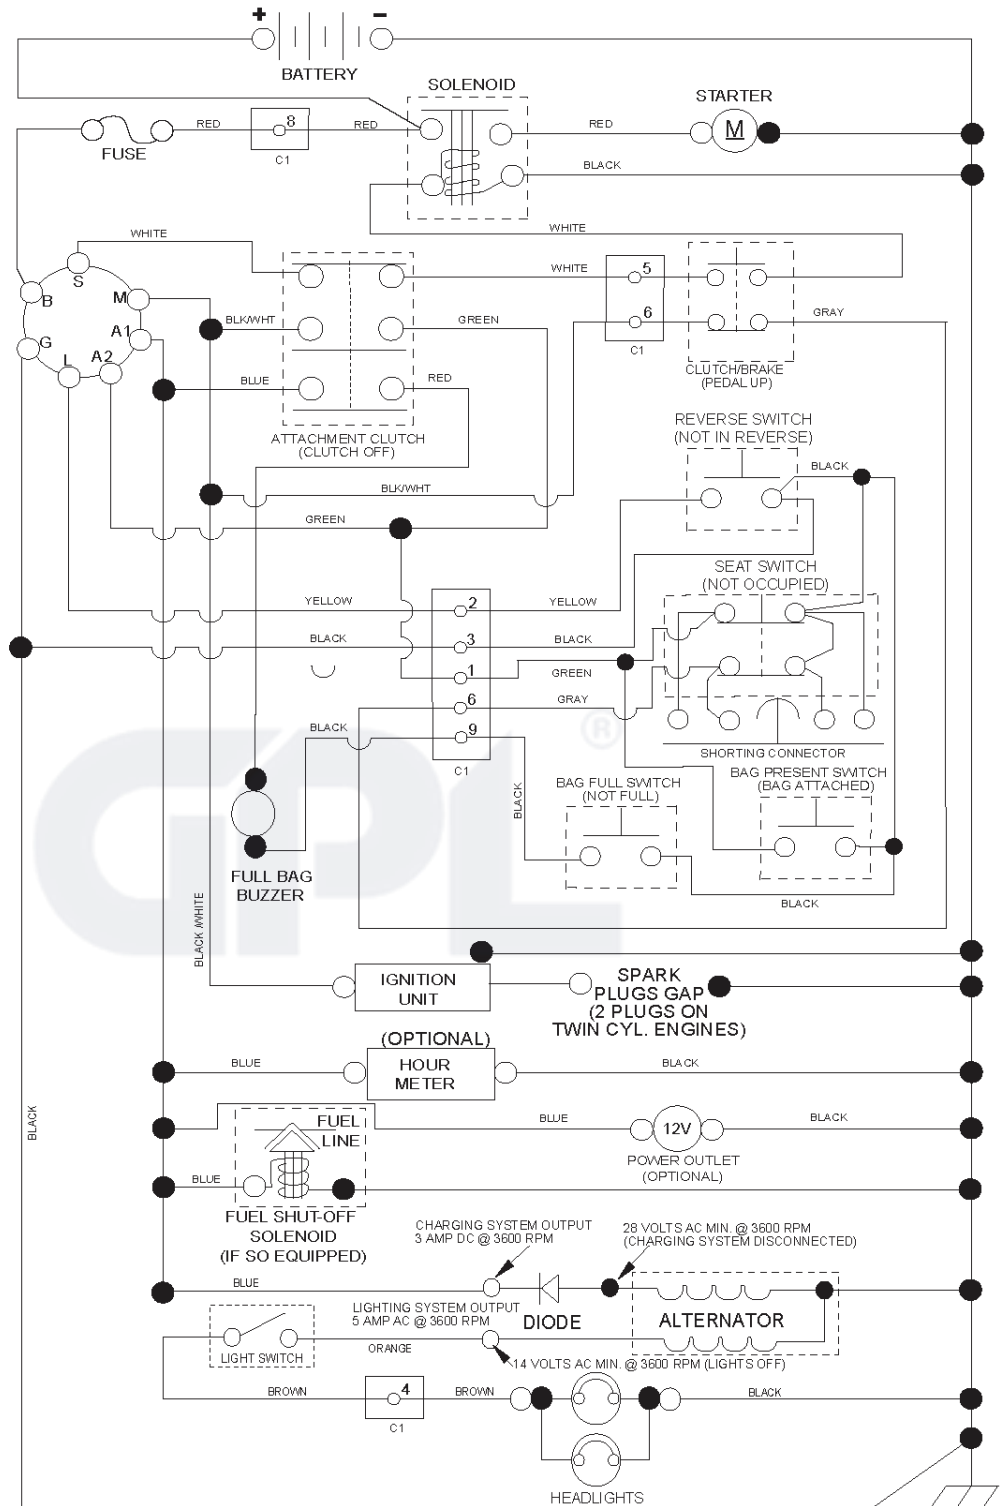 + −
BATTERY
SOLENOID
STARTER
RED
8
RED
RED
M
FUSE
C1
BLACK
WHITE
WHITE
S
WHITE
5
B
M
BLK/WHT
GREEN
6
GRAY
G
A1
C1
L
A2
BLUE
RED
CLUTCH/BRAKE
(PEDAL UP)
ATTACHMENT CLUTCH
(CLUTCH OFF)
REVERSE SWITCH
(NOT IN REVERSE)
BLACK
BLK/WHT
GREEN
SEAT SWITCH
(NOT OCCUPIED)
YELLOW
2
YELLOW
BLACK
3
BLACK
1
GREEN
6
GRAY
BLACK
9
C1
SHORTING CONNECTOR
GPL®
BAG FULL SWITCH
(NOT FULL)
BAG PRESENT SWITCH
(BAG ATTACHED)
BLACK
FULL BAG
BUZZER
BLACK
BLACK /WHITE
IGNITION
UNIT
SPARK
PLUGS GAP
(2 PLUGS ON
TWIN CYL. ENGINES)
(OPTIONAL)
BLUE
HOUR
METER
BLACK
BLACK
FUEL
LINE
BLUE
12V
BLACK
POWER OUTLET
(OPTIONAL)
BLUE
FUEL SHUT-OFF
SOLENOID
(IF SO EQUIPPED)
CHARGING SYSTEM OUTPUT
3 AMP DC @ 3600 RPM
28 VOLTS AC MIN. @ 3600 RPM
(CHARGING SYSTEM DISCONNECTED)
BLUE
LIGHTING SYSTEM OUTPUT
5 AMP AC @ 3600 RPM
DIODE
ALTERNATOR
LIGHT SWITCH
ORANGE
14 VOLTS AC MIN. @ 3600 RPM (LIGHTS OFF)
BROWN
4
BROWN
BLACK
C1
HEADLIGHTS